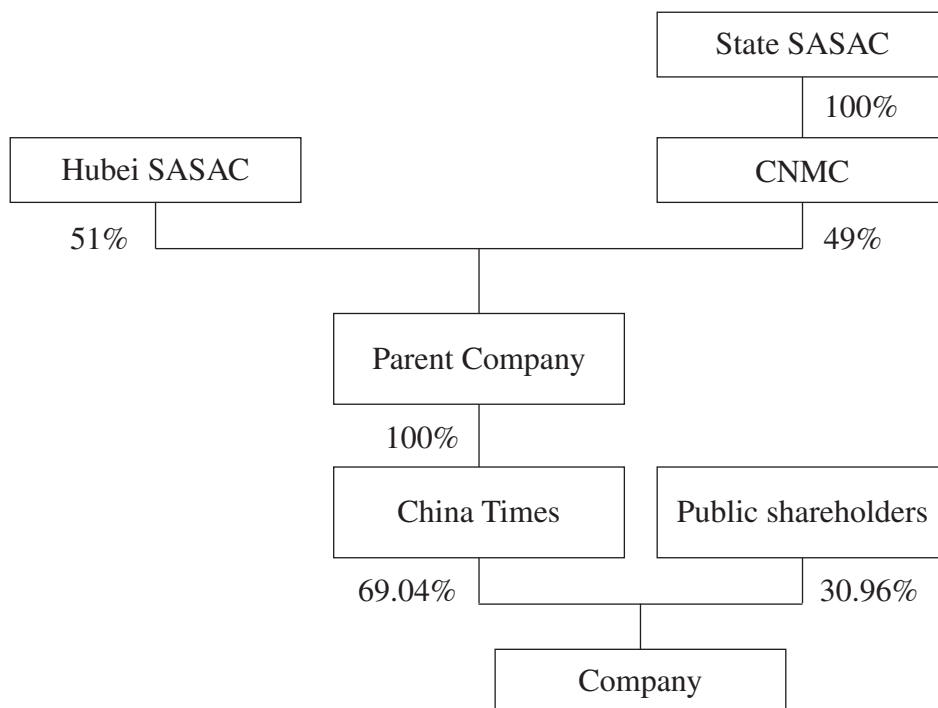 State SASAC
100%
Hubei SASAC
CNMC
51%
49%
Parent Company
100%
China Times
Public shareholders
69.04%
30.96%
Company